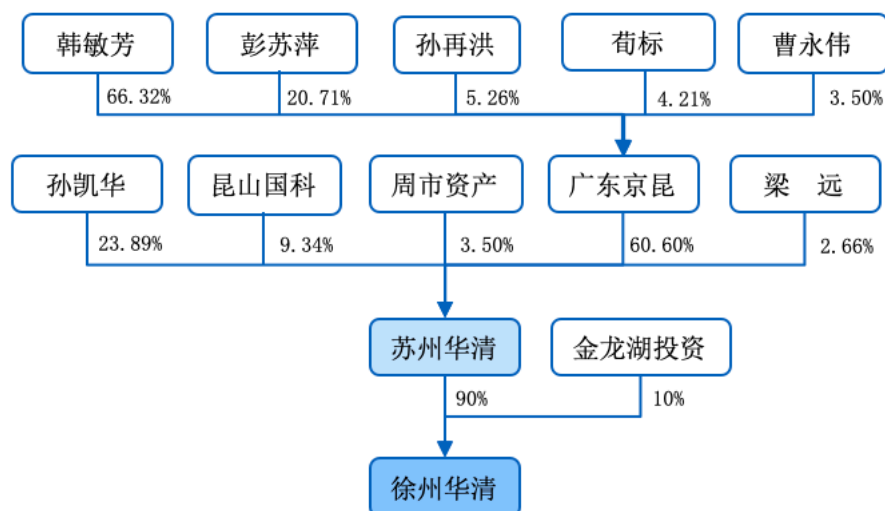 韩敏芳 彭苏萍 孙再洪 荀标 曹永伟
66.32% 20.71% 5.26% 4.21% 3.50%
孙凯华 昆山国科 周市资产 广东京昆 梁 远
23.89% 9.34% 3.50% 60.60% 2.66%
苏州华清 金龙湖投资
90% 10%
徐州华清